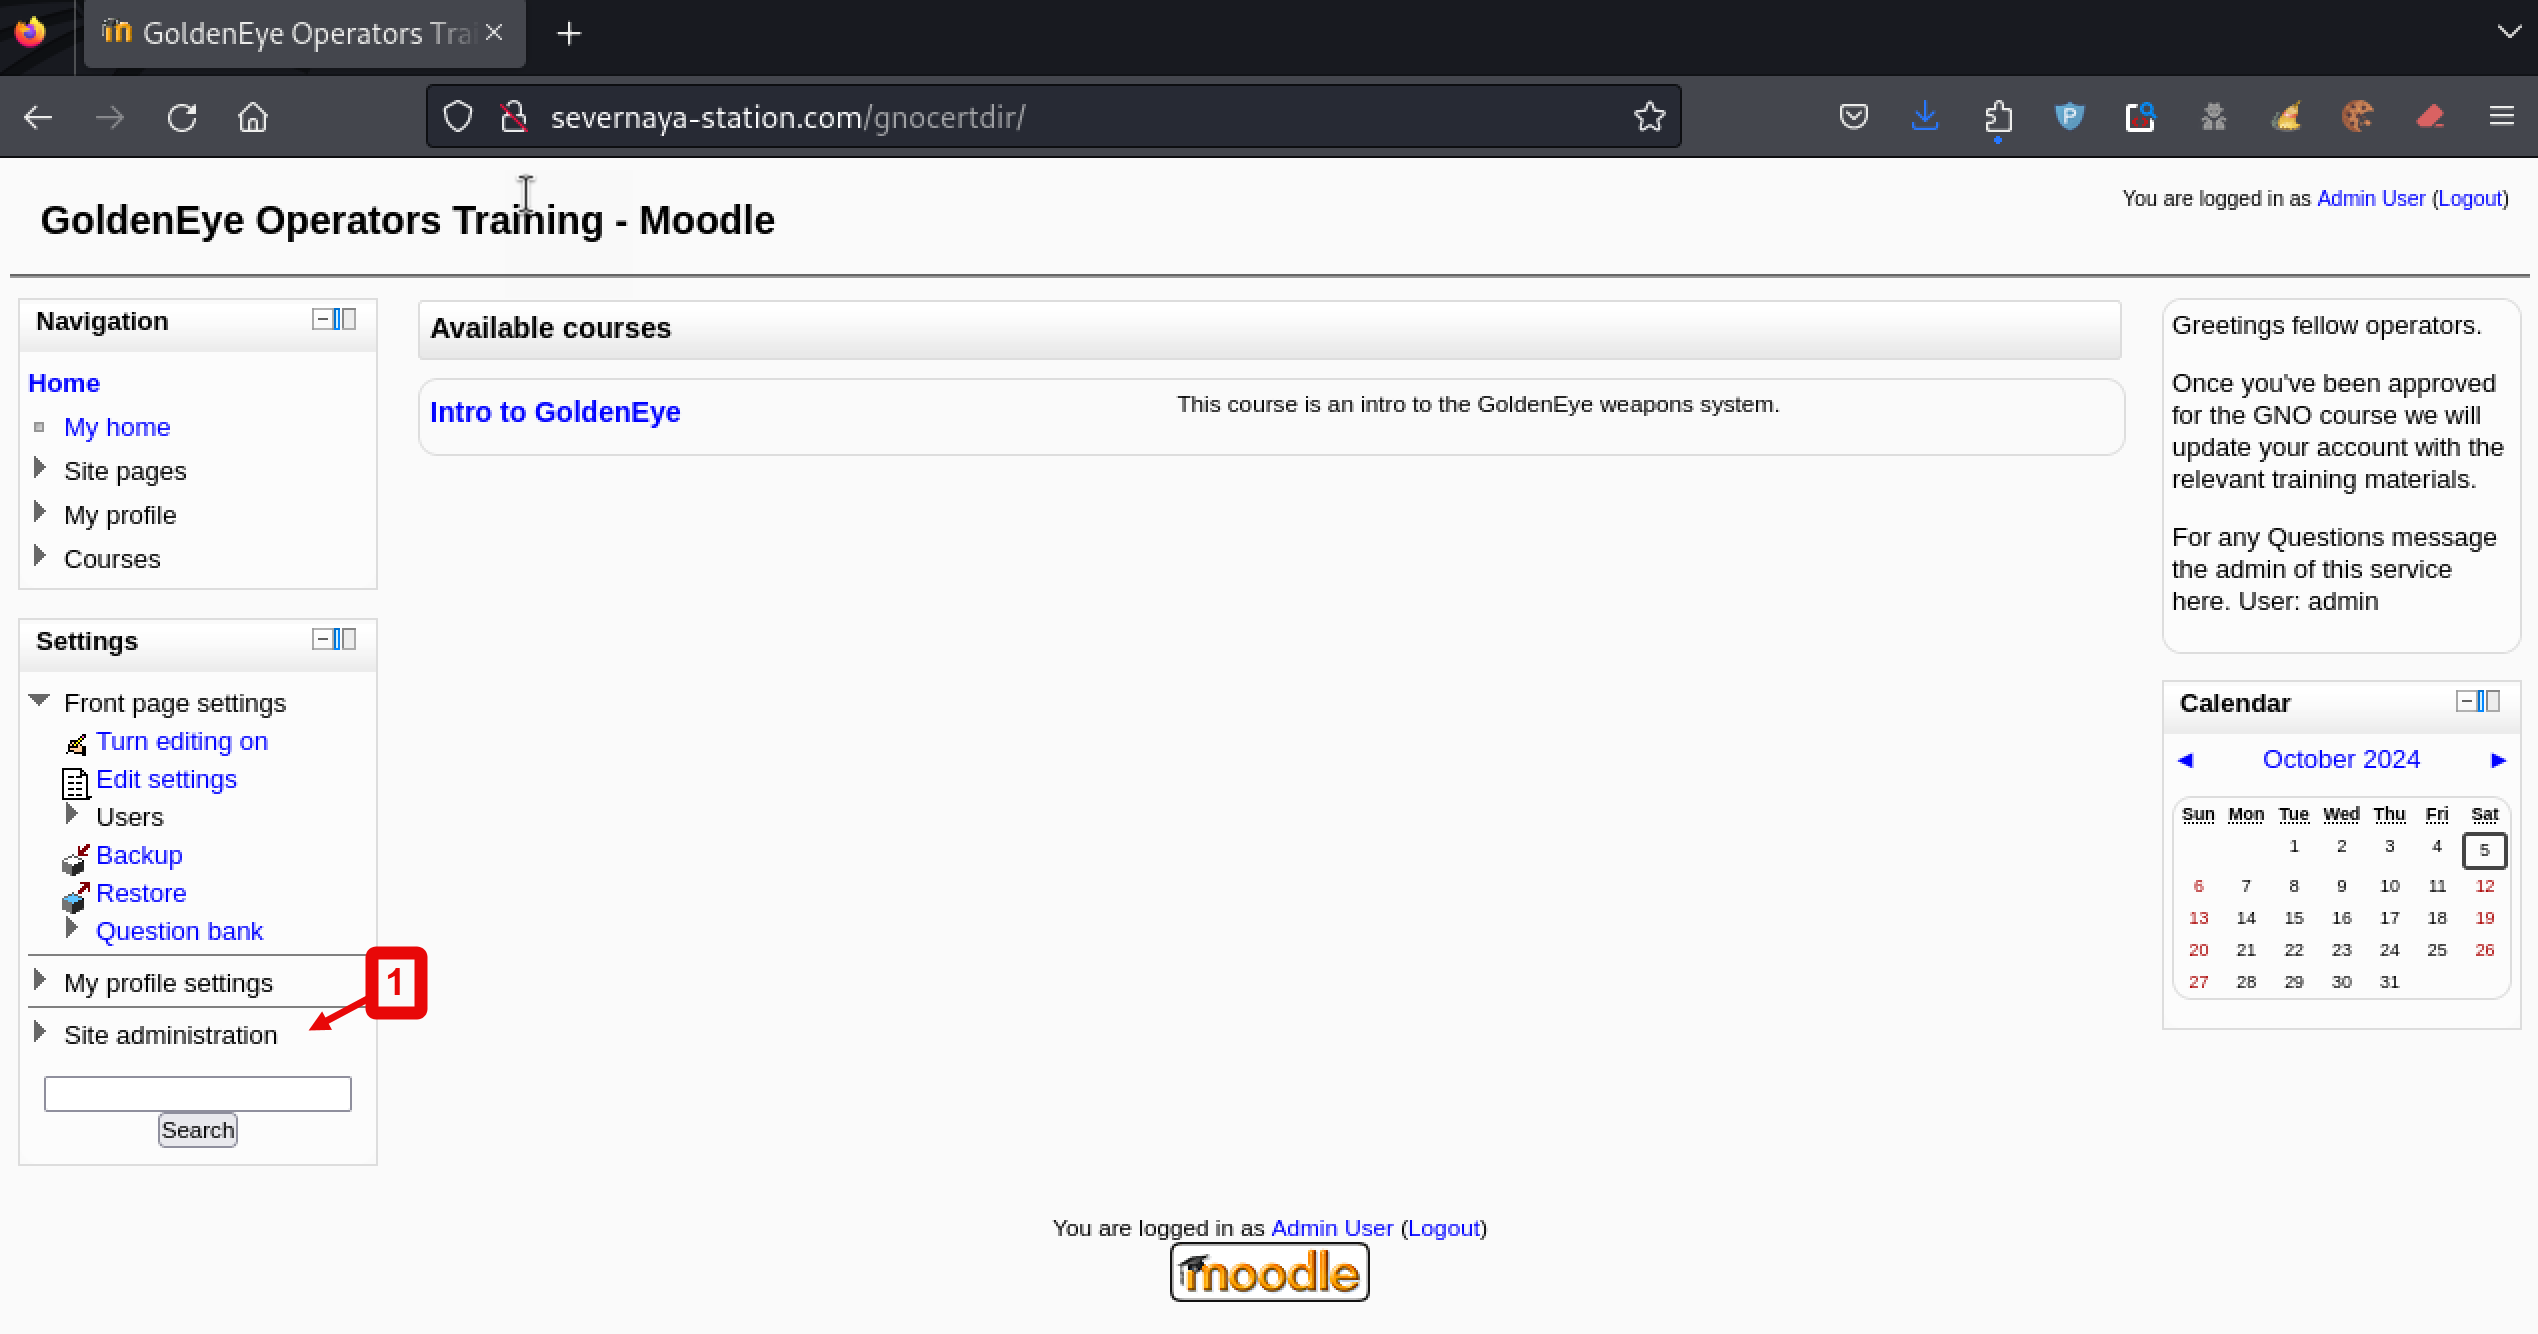 GoldenEye Operators Trai
severnaya-station.com/gnocertdir/
GoldenEye Operators Training - Moodle
You are logged in as Admin User (Logout)
Navigation
Home
My home
Site pages
My profile
Courses
Settings
Front page settings
Turn editing on
Edit settings
Users
Backup
Restore
Question bank
My profile settings
1
Site administration
Search
Available courses
Intro to GoldenEye
This course is an intro to the GoldenEye weapons system.
Greetings fellow operators.
Once you've been approved
for the GNO course we will
update your account with the
relevant training materials.
For any Questions message
the admin of this service
here. User: admin
Calendar
◄ October 2024 ►
Sun Mon Tue Wed Thu Fri Sat
1 2 3 4 5
6 7 8 9 10 11 12
13 14 15 16 17 18 19
20 21 22 23 24 25 26
27 28 29 30 31
You are logged in as Admin User (Logout)
moodle